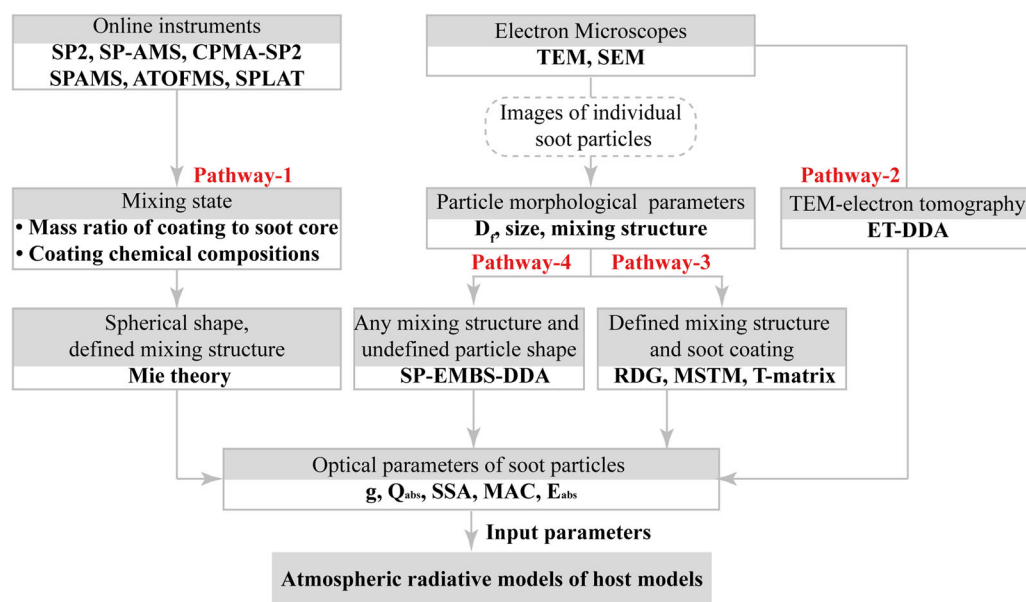 Online instruments
SP2, SP-AMS, CPMA-SP2
SPAMS, ATOFMS, SPLAT
Electron Microscopes
TEM, SEM
Images of individual
soot particles
Pathway-1
Mixing state
• Mass ratio of coating to soot core
• Coating chemical compositions
Particle morphological parameters
Df, size, mixing structure
Pathway-2
TEM-electron tomography
ET-DDA
Pathway-4
Pathway-3
Spherical shape,
defined mixing structure
Mie theory
Any mixing structure and
undefined particle shape
SP-EMBS-DDA
Defined mixing structure
and soot coating
RDG, MSTM, T-matrix
Optical parameters of soot particles
g, Qabs, SSA, MAC, Eabs
Input parameters
Atmospheric radiative models of host models